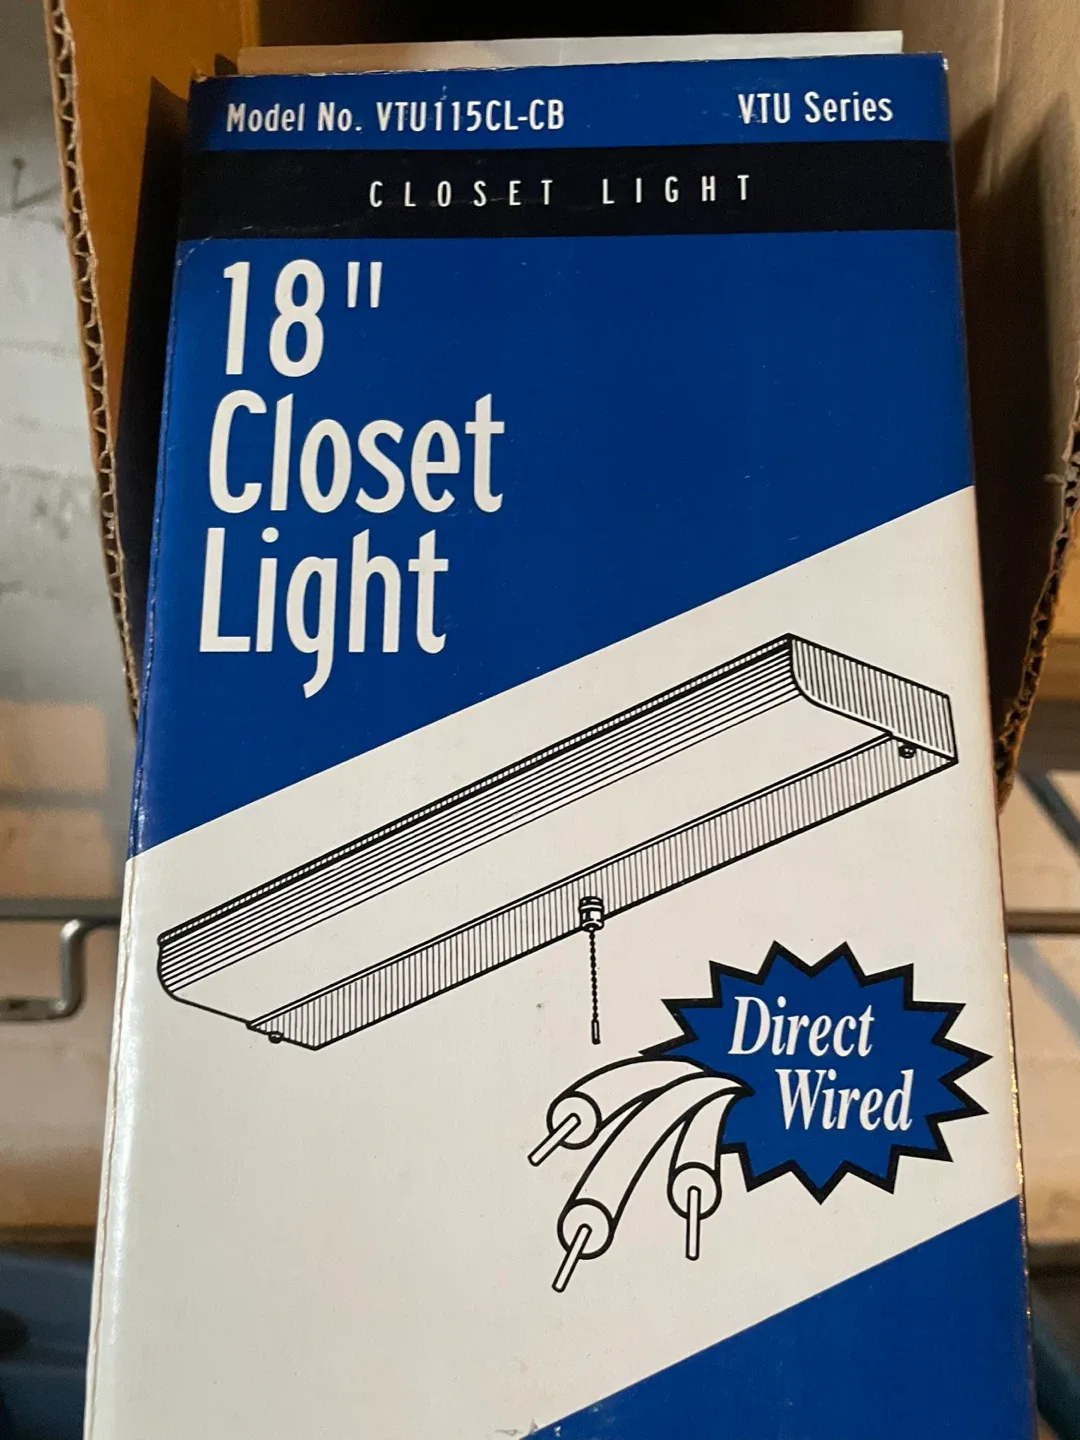 Model No. VTU115CL-CB VTU Series
CLOSET LIGHT
18"
Closet
Light
Direct
Wired